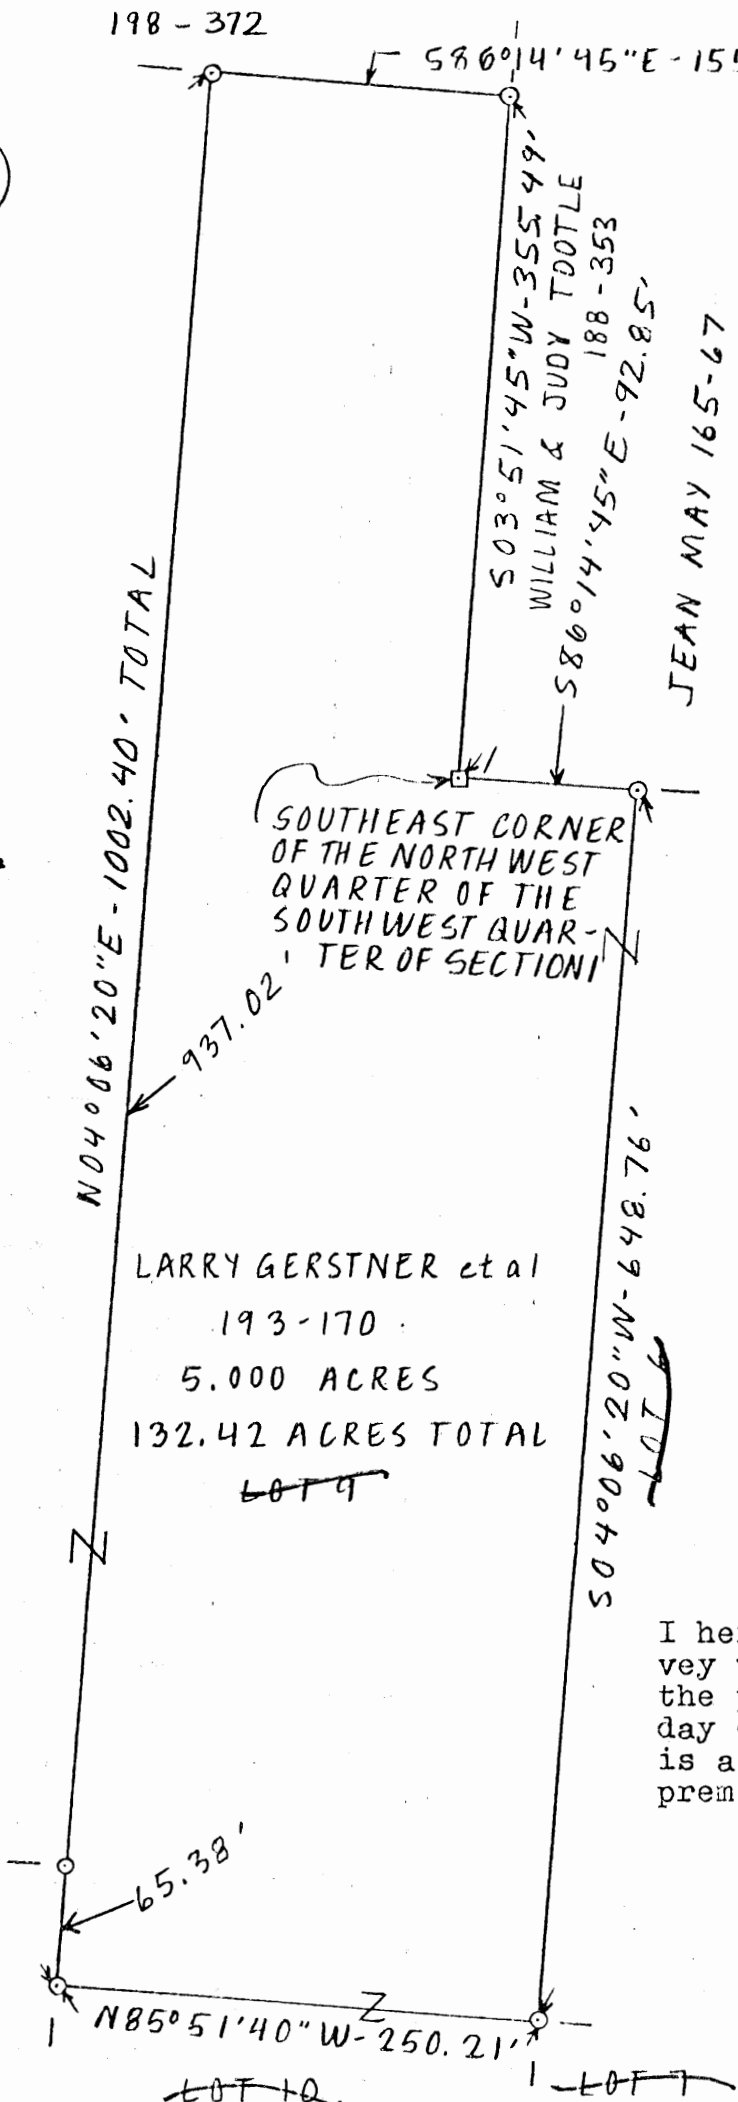 198 - 372
S86°14'45"E - 155
S03°51'45"W-355.49'
WILLIAM & JUDY TOOTLE
188-353
S86°14'45"E-92.85'
JEAN MAY 165-67
N04°06'20"E-1002.40' TOTAL
SOUTHEAST CORNER
OF THE NORTHWEST
QUARTER OF THE
SOUTHWEST QUAR-
TER OF SECTION 1
937.02'
LARRY GERSTNER et al
193-170
5.000 ACRES
132.42 ACRES TOTAL
LOT 9
S04°06'20"W-648.76'
LOT 6
I he
vey
the
day
is a
prem
65.38'
N85°51'40"W-250.21'
LOT 10
LOT 7